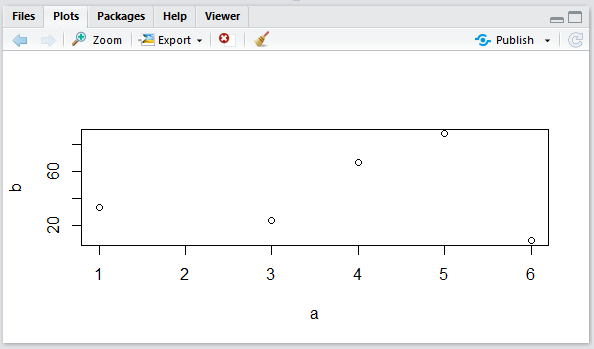 Files Plots Packages Help Viewer
Zoom Export Publish
b
60
20
1 2 3 4 5 6
a